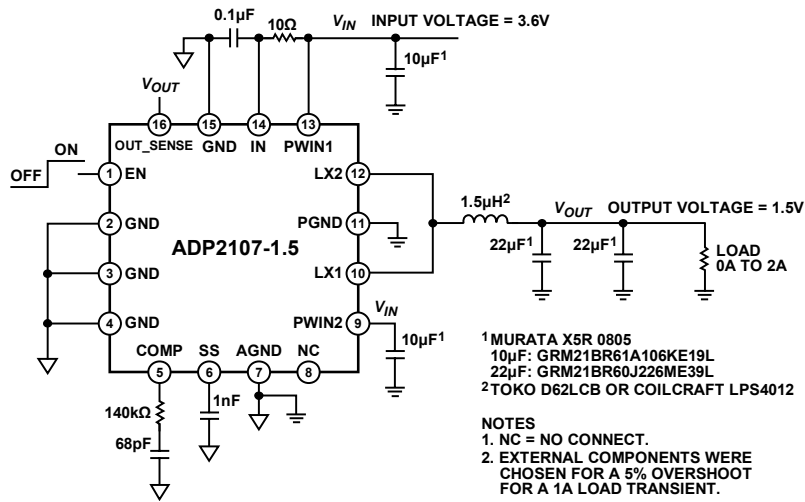 0.1µF
10Ω
VIN
INPUT VOLTAGE = 3.6V
10µF1
VOUT
16
15
14
13
OUT_SENSE
GND
IN
PWIN1
ON
OFF
1
EN
LX2
12
2
GND
PGND
11
ADP2107-1.5
3
GND
LX1
10
4
GND
PWIN2
9
VIN
10µF1
COMP
SS
AGND
NC
5
6
7
8
140kΩ
68pF
1nF
1.5µH2
VOUT
OUTPUT VOLTAGE = 1.5V
22µF1
22µF1
LOAD
0A TO 2A
1 MURATA X5R 0805
10µF: GRM21BR61A106KE19L
22µF: GRM21BR60J226ME39L
2 TOKO D62LCB OR COILCRAFT LPS4012
NOTES
1. NC = NO CONNECT.
2. EXTERNAL COMPONENTS WERE
CHOSEN FOR A 5% OVERSHOOT
FOR A 1A LOAD TRANSIENT.